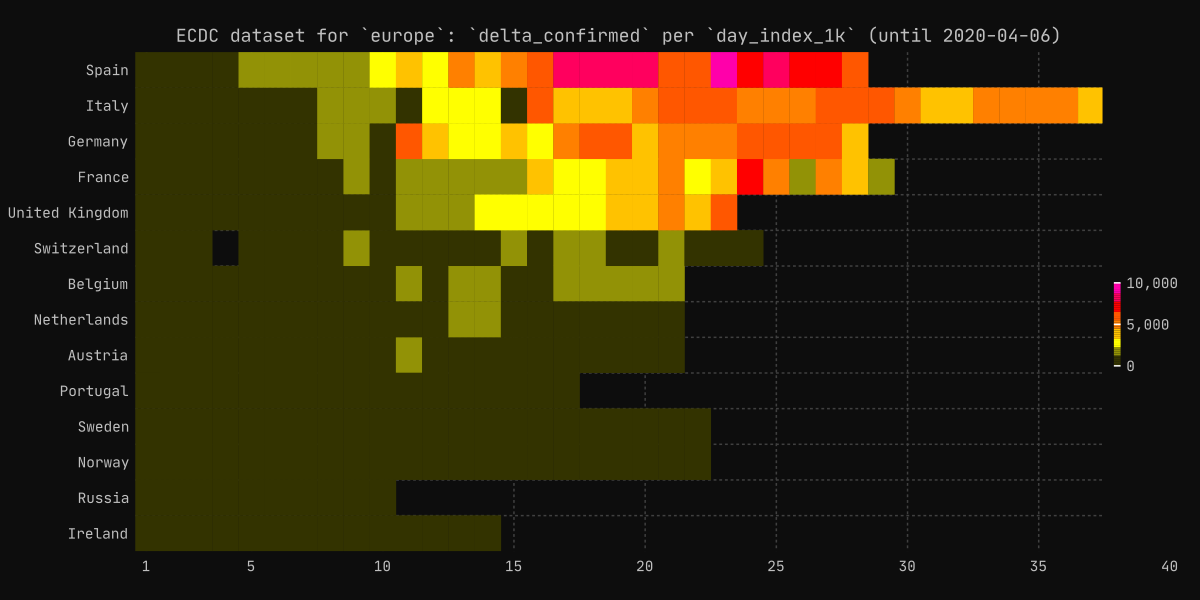 ECDC dataset for `europe`: `delta_confirmed` per `day_index_1k` (until 2020-04-06)
Spain
Italy
Germany
France
United Kingdom
Switzerland
Belgium
Netherlands
Austria
Portugal
Sweden
Norway
Russia
Ireland
10,000
5,000
0
1 5 10 15 20 25 30 35 40